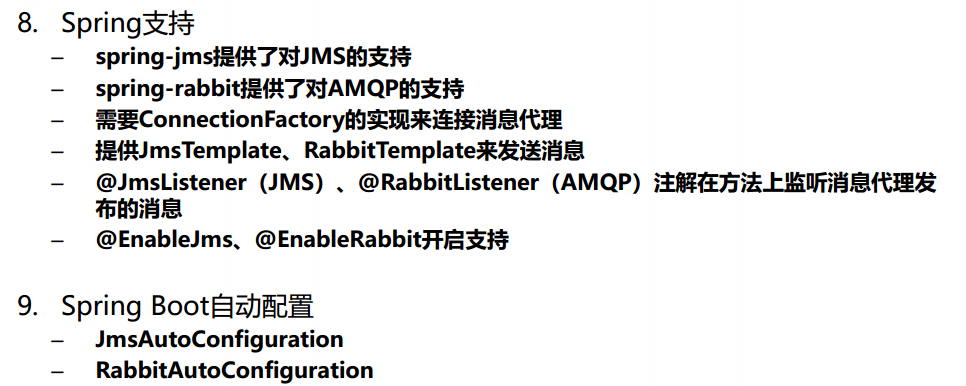 8. Spring支持
– spring-jms提供了对JMS的支持
– spring-rabbit提供了对AMQP的支持
– 需要ConnectionFactory的实现来连接消息代理
– 提供JmsTemplate、RabbitTemplate来发送消息
– @JmsListener（JMS）、@RabbitListener（AMQP）注解在方法上监听消息代理发
布的消息
– @EnableJms、@EnableRabbit开启支持
9. Spring Boot自动配置
– JmsAutoConfiguration
– RabbitAutoConfiguration